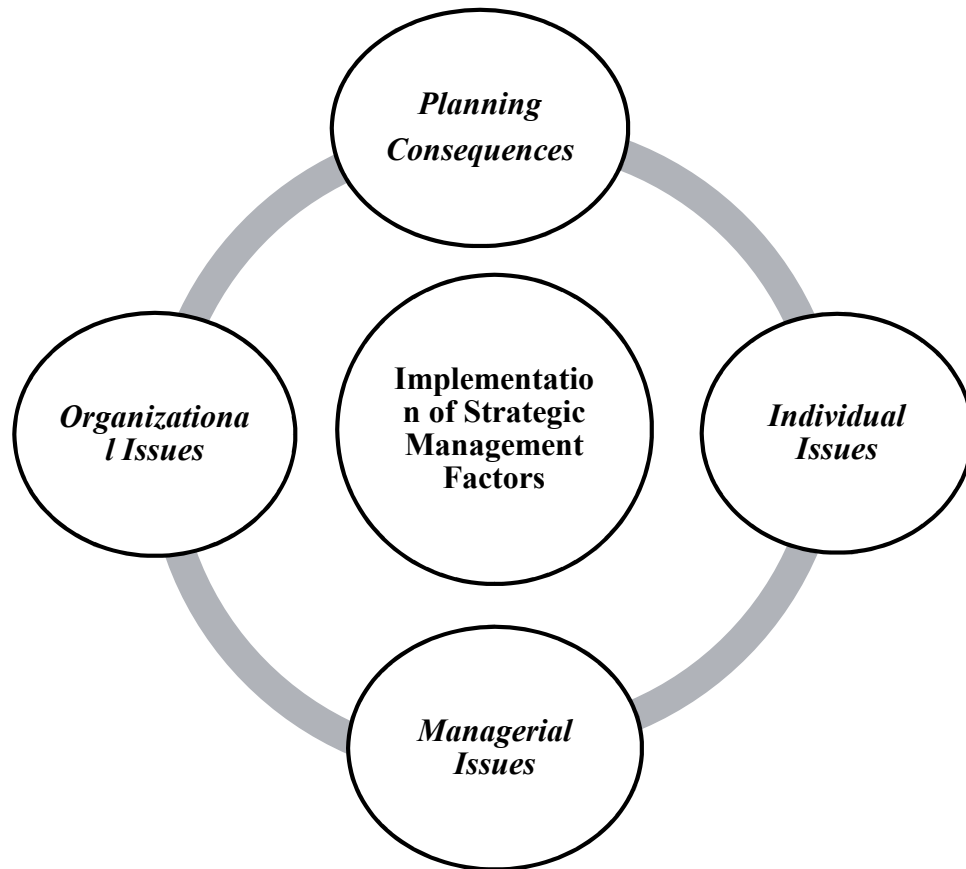 Planning
Consequences
Implementatio
n of Strategic
Management
Factors
Organizationa
l Issues
Individual
Issues
Managerial
Issues